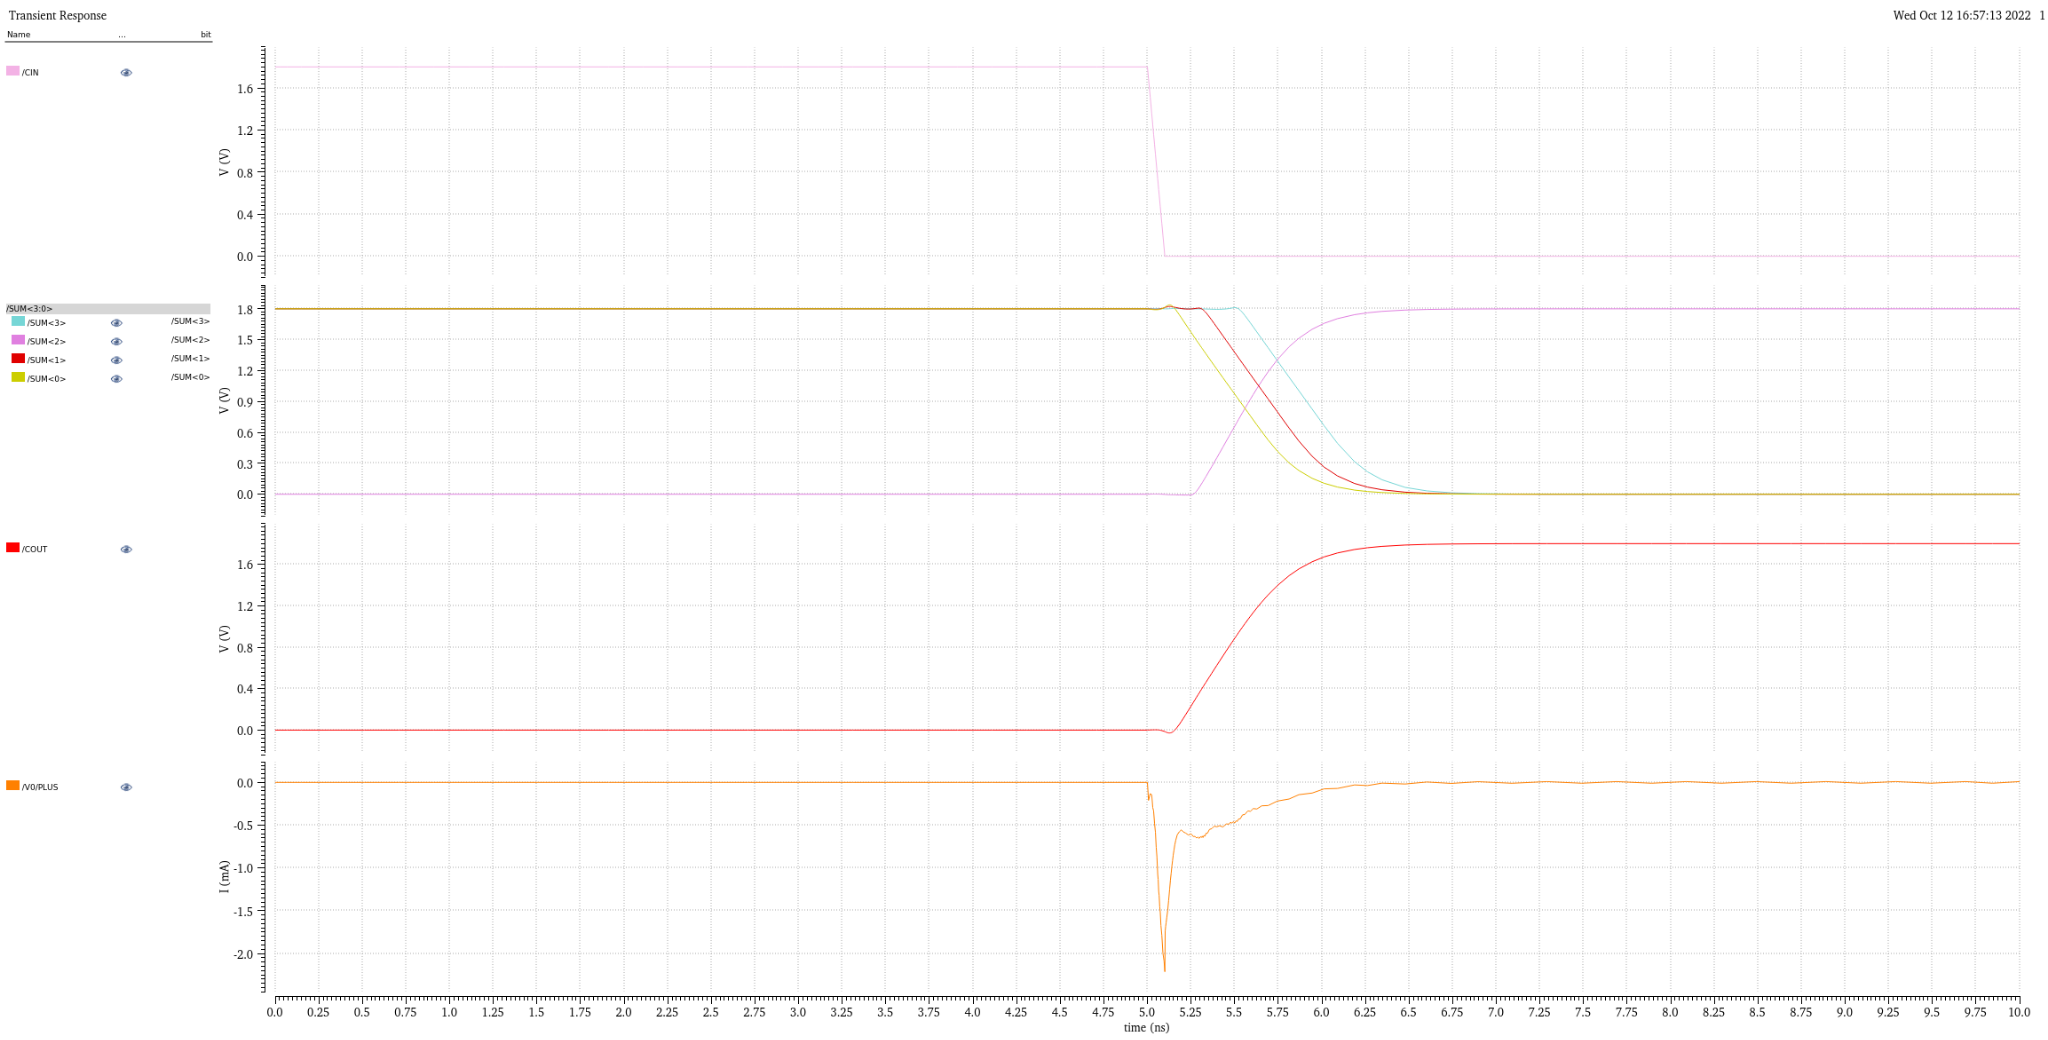 Transient Response
Wed Oct 12 16:57:13 2022 1
Name ... bit
/CIN
1.6
1.2
0.8
0.4
0.0
V (V)
/SUM<3:0>
/SUM<3> /SUM<3>
/SUM<2> /SUM<2>
/SUM<1> /SUM<1>
/SUM<0> /SUM<0>
1.8
1.5
1.2
0.9
0.6
0.3
0.0
V (V)
/COUT
1.6
1.2
0.8
0.4
0.0
V (V)
/V0/PLUS
0.0
-0.5
-1.0
-1.5
-2.0
I (mA)
0.0 0.25 0.5 0.75 1.0 1.25 1.5 1.75 2.0 2.25 2.5 2.75 3.0 3.25 3.5 3.75 4.0 4.25 4.5 4.75 5.0 5.25 5.5 5.75 6.0 6.25 6.5 6.75 7.0 7.25 7.5 7.75 8.0 8.25 8.5 8.75 9.0 9.25 9.5 9.75 10.0
time (ns)